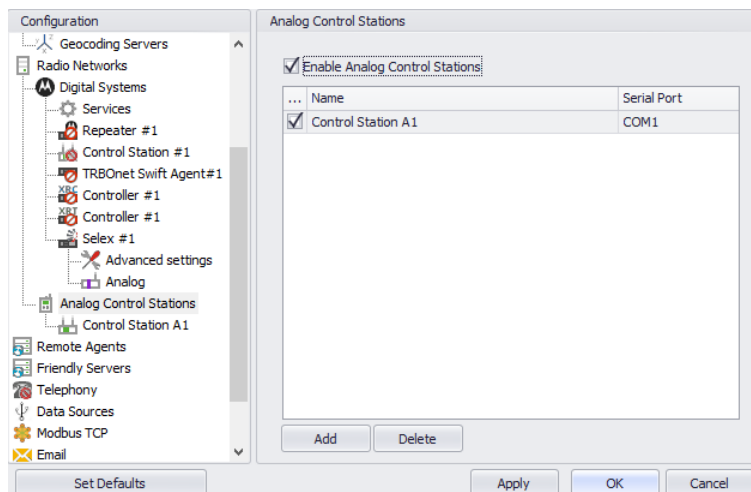 Configuration
Geocoding Servers
Radio Networks
Digital Systems
Services
Repeater #1
Control Station #1
TRBOnet Swift Agent#1
XRC
Controller #1
XRT
Controller #1
Selex #1
Advanced settings
Analog
Analog Control Stations
Control Station A1
Remote Agents
Friendly Servers
Telephony
Data Sources
Modbus TCP
Email
Set Defaults
Analog Control Stations
Enable Analog Control Stations
... Name Serial Port
Control Station A1 COM1
Add Delete
Apply OK Cancel